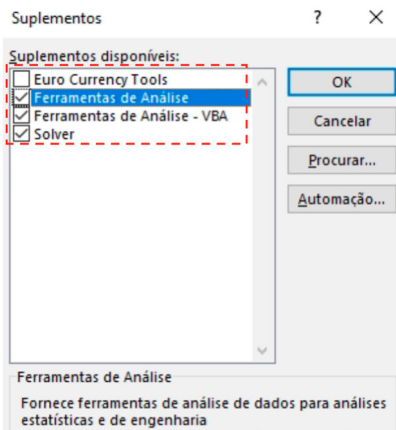 Suplementos ? ×
Suplementos disponíveis:
Euro Currency Tools
Ferramentas de Análise
Ferramentas de Análise - VBA
Solver
OK
Cancelar
Procurar...
Automação...
Ferramentas de Análise
Fornece ferramentas de análise de dados para análises
estatísticas e de engenharia